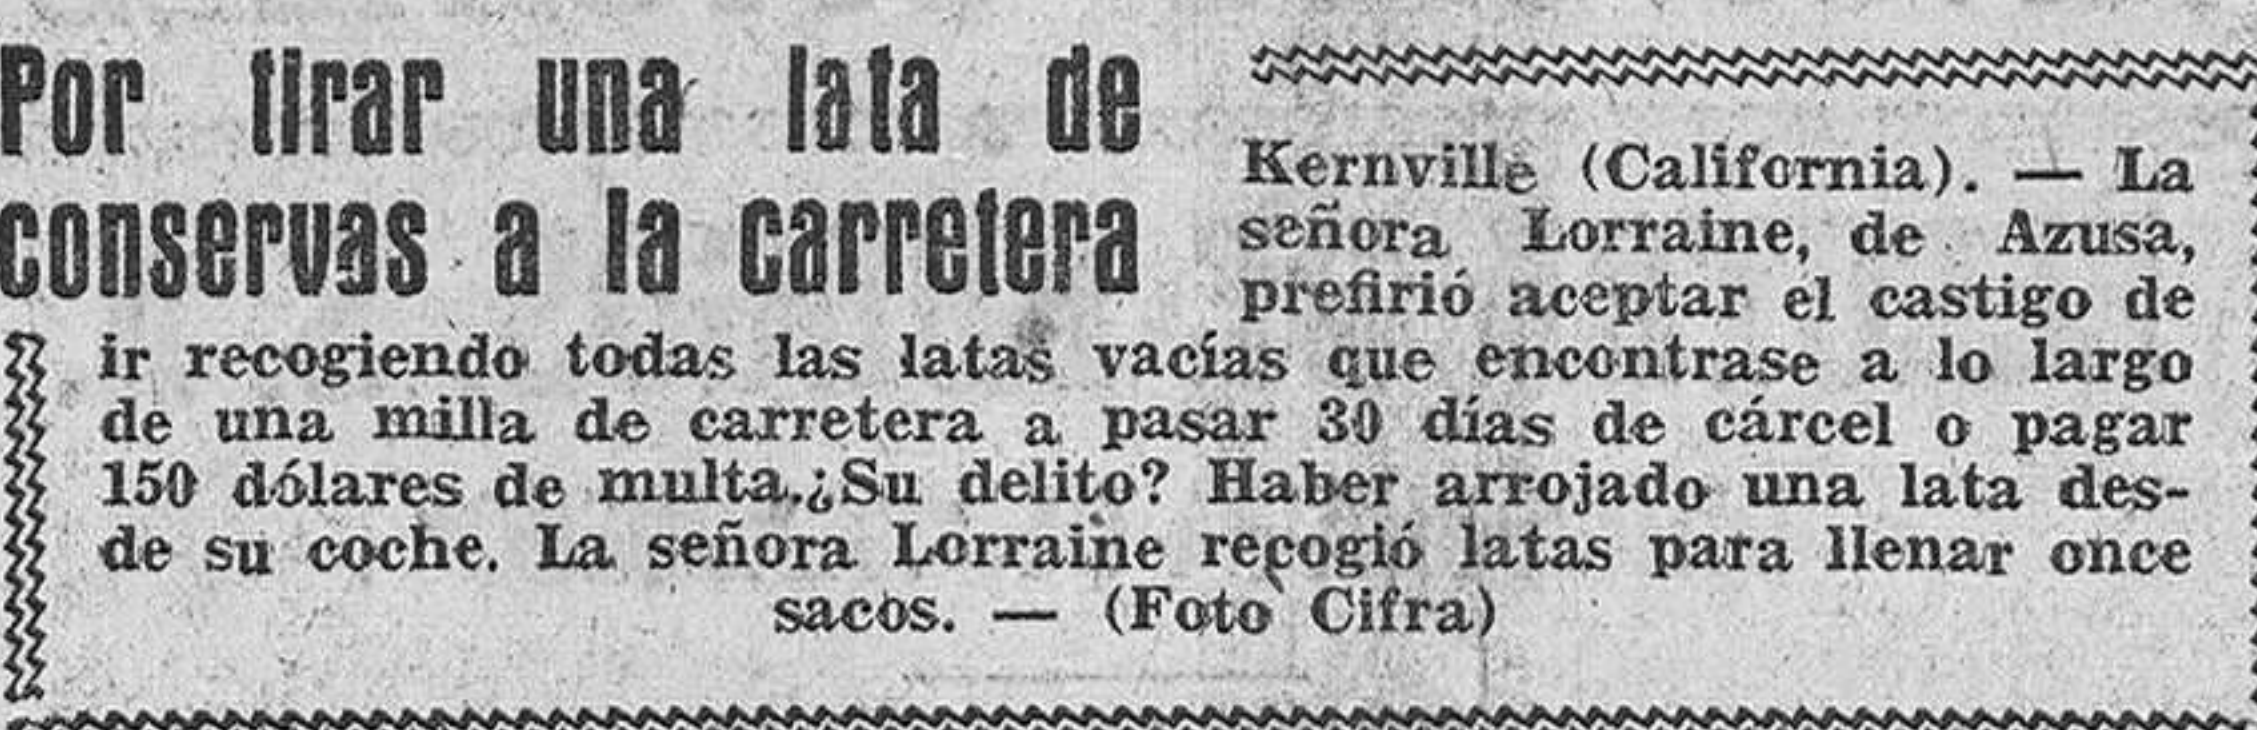 Por tirar una lata de
conservas a la carretera
Kernville (California). — La
señora Lorraine, de Azusa,
prefirió aceptar el castigo de
ir recogiendo todas las latas vacías que encontrase a lo largo
de una milla de carretera a pasar 30 días de cárcel o pagar
150 dólares de multa.¿Su delito? Haber arrojado una lata des-
de su coche. La señora Lorraine recogió latas para llenar once
sacos. — (Foto Cifra)